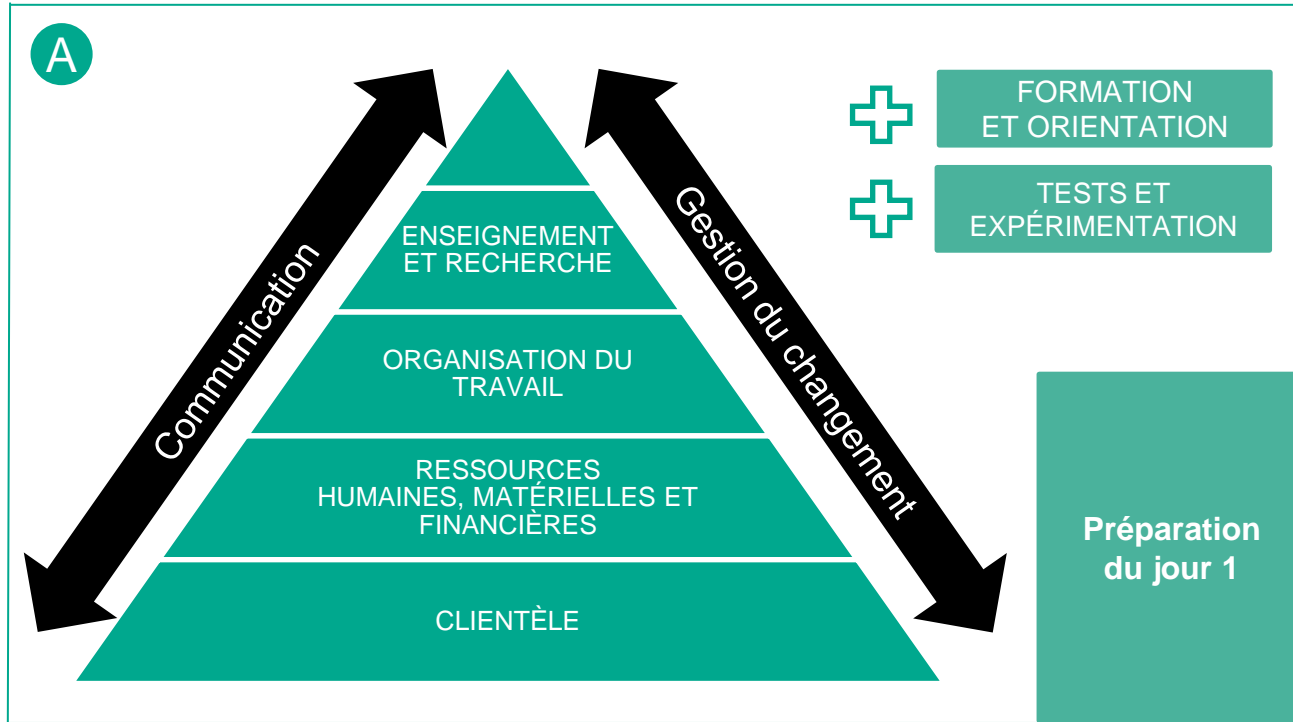 A
FORMATION
ET ORIENTATION
TESTS ET
EXPÉRIMENTATION
Communication
Gestion du changement
ENSEIGNEMENT
ET RECHERCHE
ORGANISATION DU
TRAVAIL
RESSOURCES
HUMAINES, MATÉRIELLES ET
FINANCIÈRES
CLIENTÈLE
Préparation
du jour 1